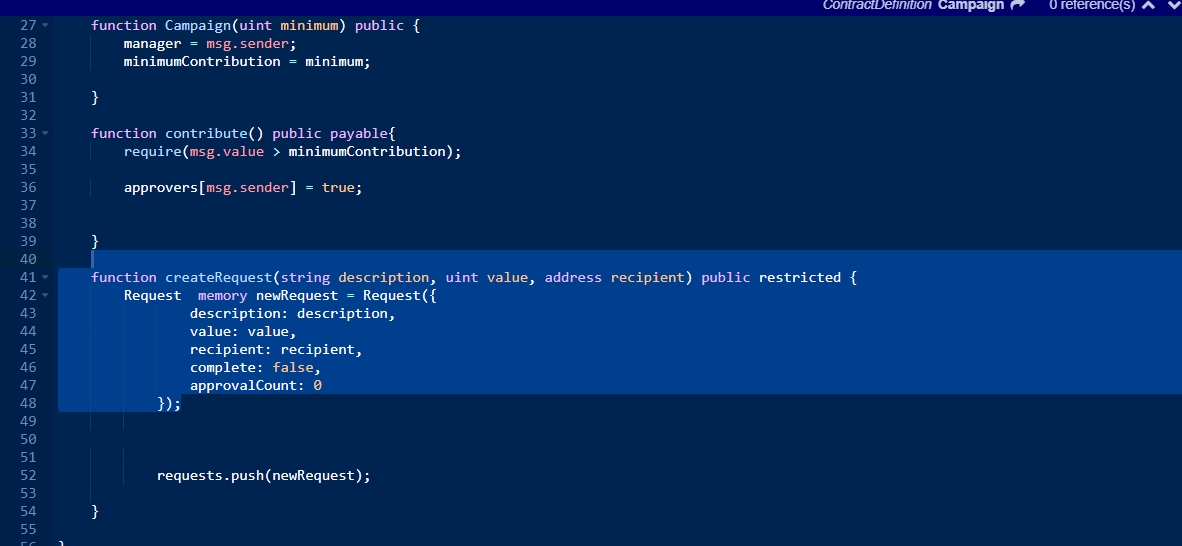 ContractDefinition Campaign 0 reference(s)
27 function Campaign(uint minimum) public {
28 manager = msg.sender;
29 minimumContribution = minimum;
30
31 }
32
33 function contribute() public payable{
34 require(msg.value > minimumContribution);
35
36 approvers[msg.sender] = true;
37
38
39 }
40
41 function createRequest(string description, uint value, address recipient) public restricted {
42 Request  memory newRequest = Request({
43 description: description,
44 value: value,
45 recipient: recipient,
46 complete: false,
47 approvalCount: 0
48 });
49
50
51
52 requests.push(newRequest);
53
54 }
55
56 }